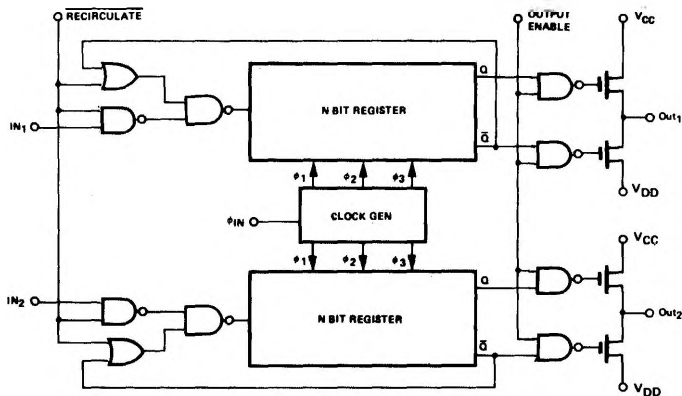 RECIRCULATE
OUTPUT
ENABLE
VCC
Q
IN1
N BIT REGISTER
Out1
Q̅
ϕ1 ϕ2 ϕ3
VDD
ϕIN
CLOCK GEN
VCC
ϕ1 ϕ2 ϕ3
IN2
Q
N BIT REGISTER
Out2
Q̅
VDD